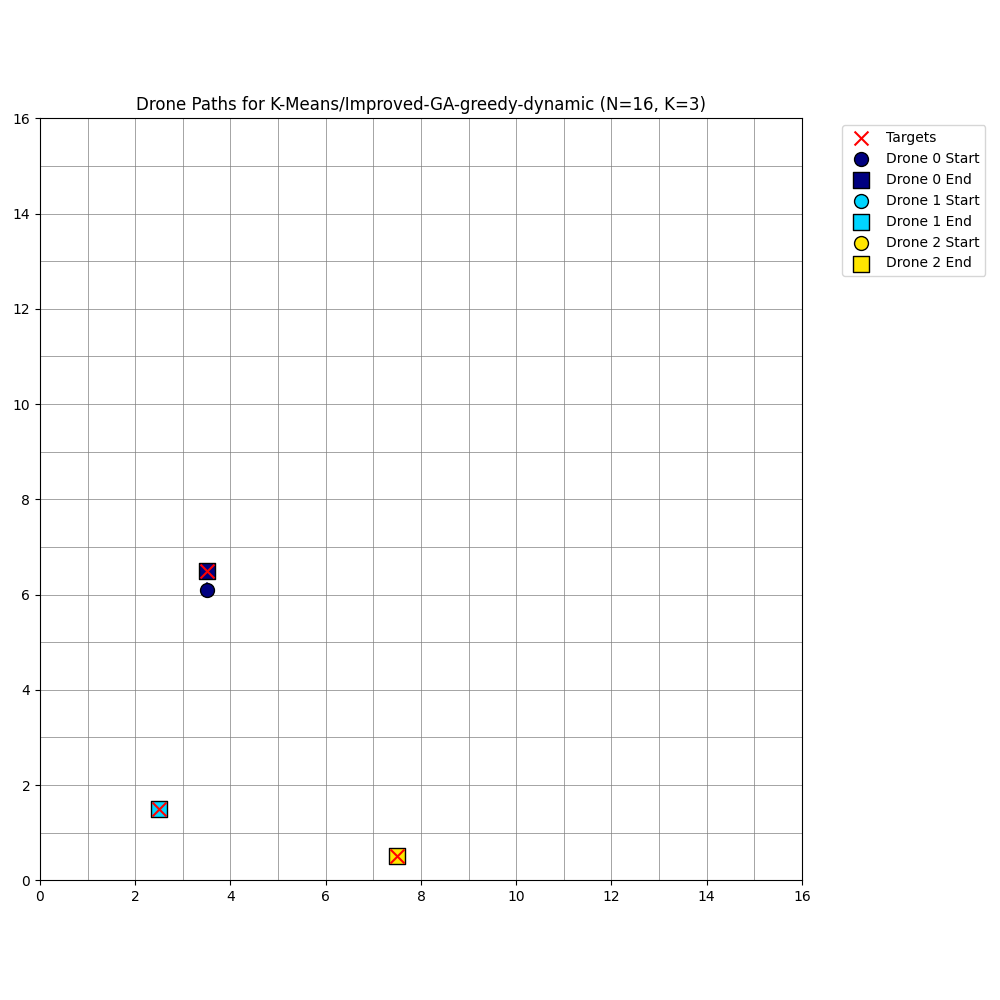 Drone Paths for K-Means/Improved-GA-greedy-dynamic (N=16, K=3)
Targets
Drone 0 Start
Drone 0 End
Drone 1 Start
Drone 1 End
Drone 2 Start
Drone 2 End
16
14
12
10
8
6
4
2
0
0 2 4 6 8 10 12 14 16